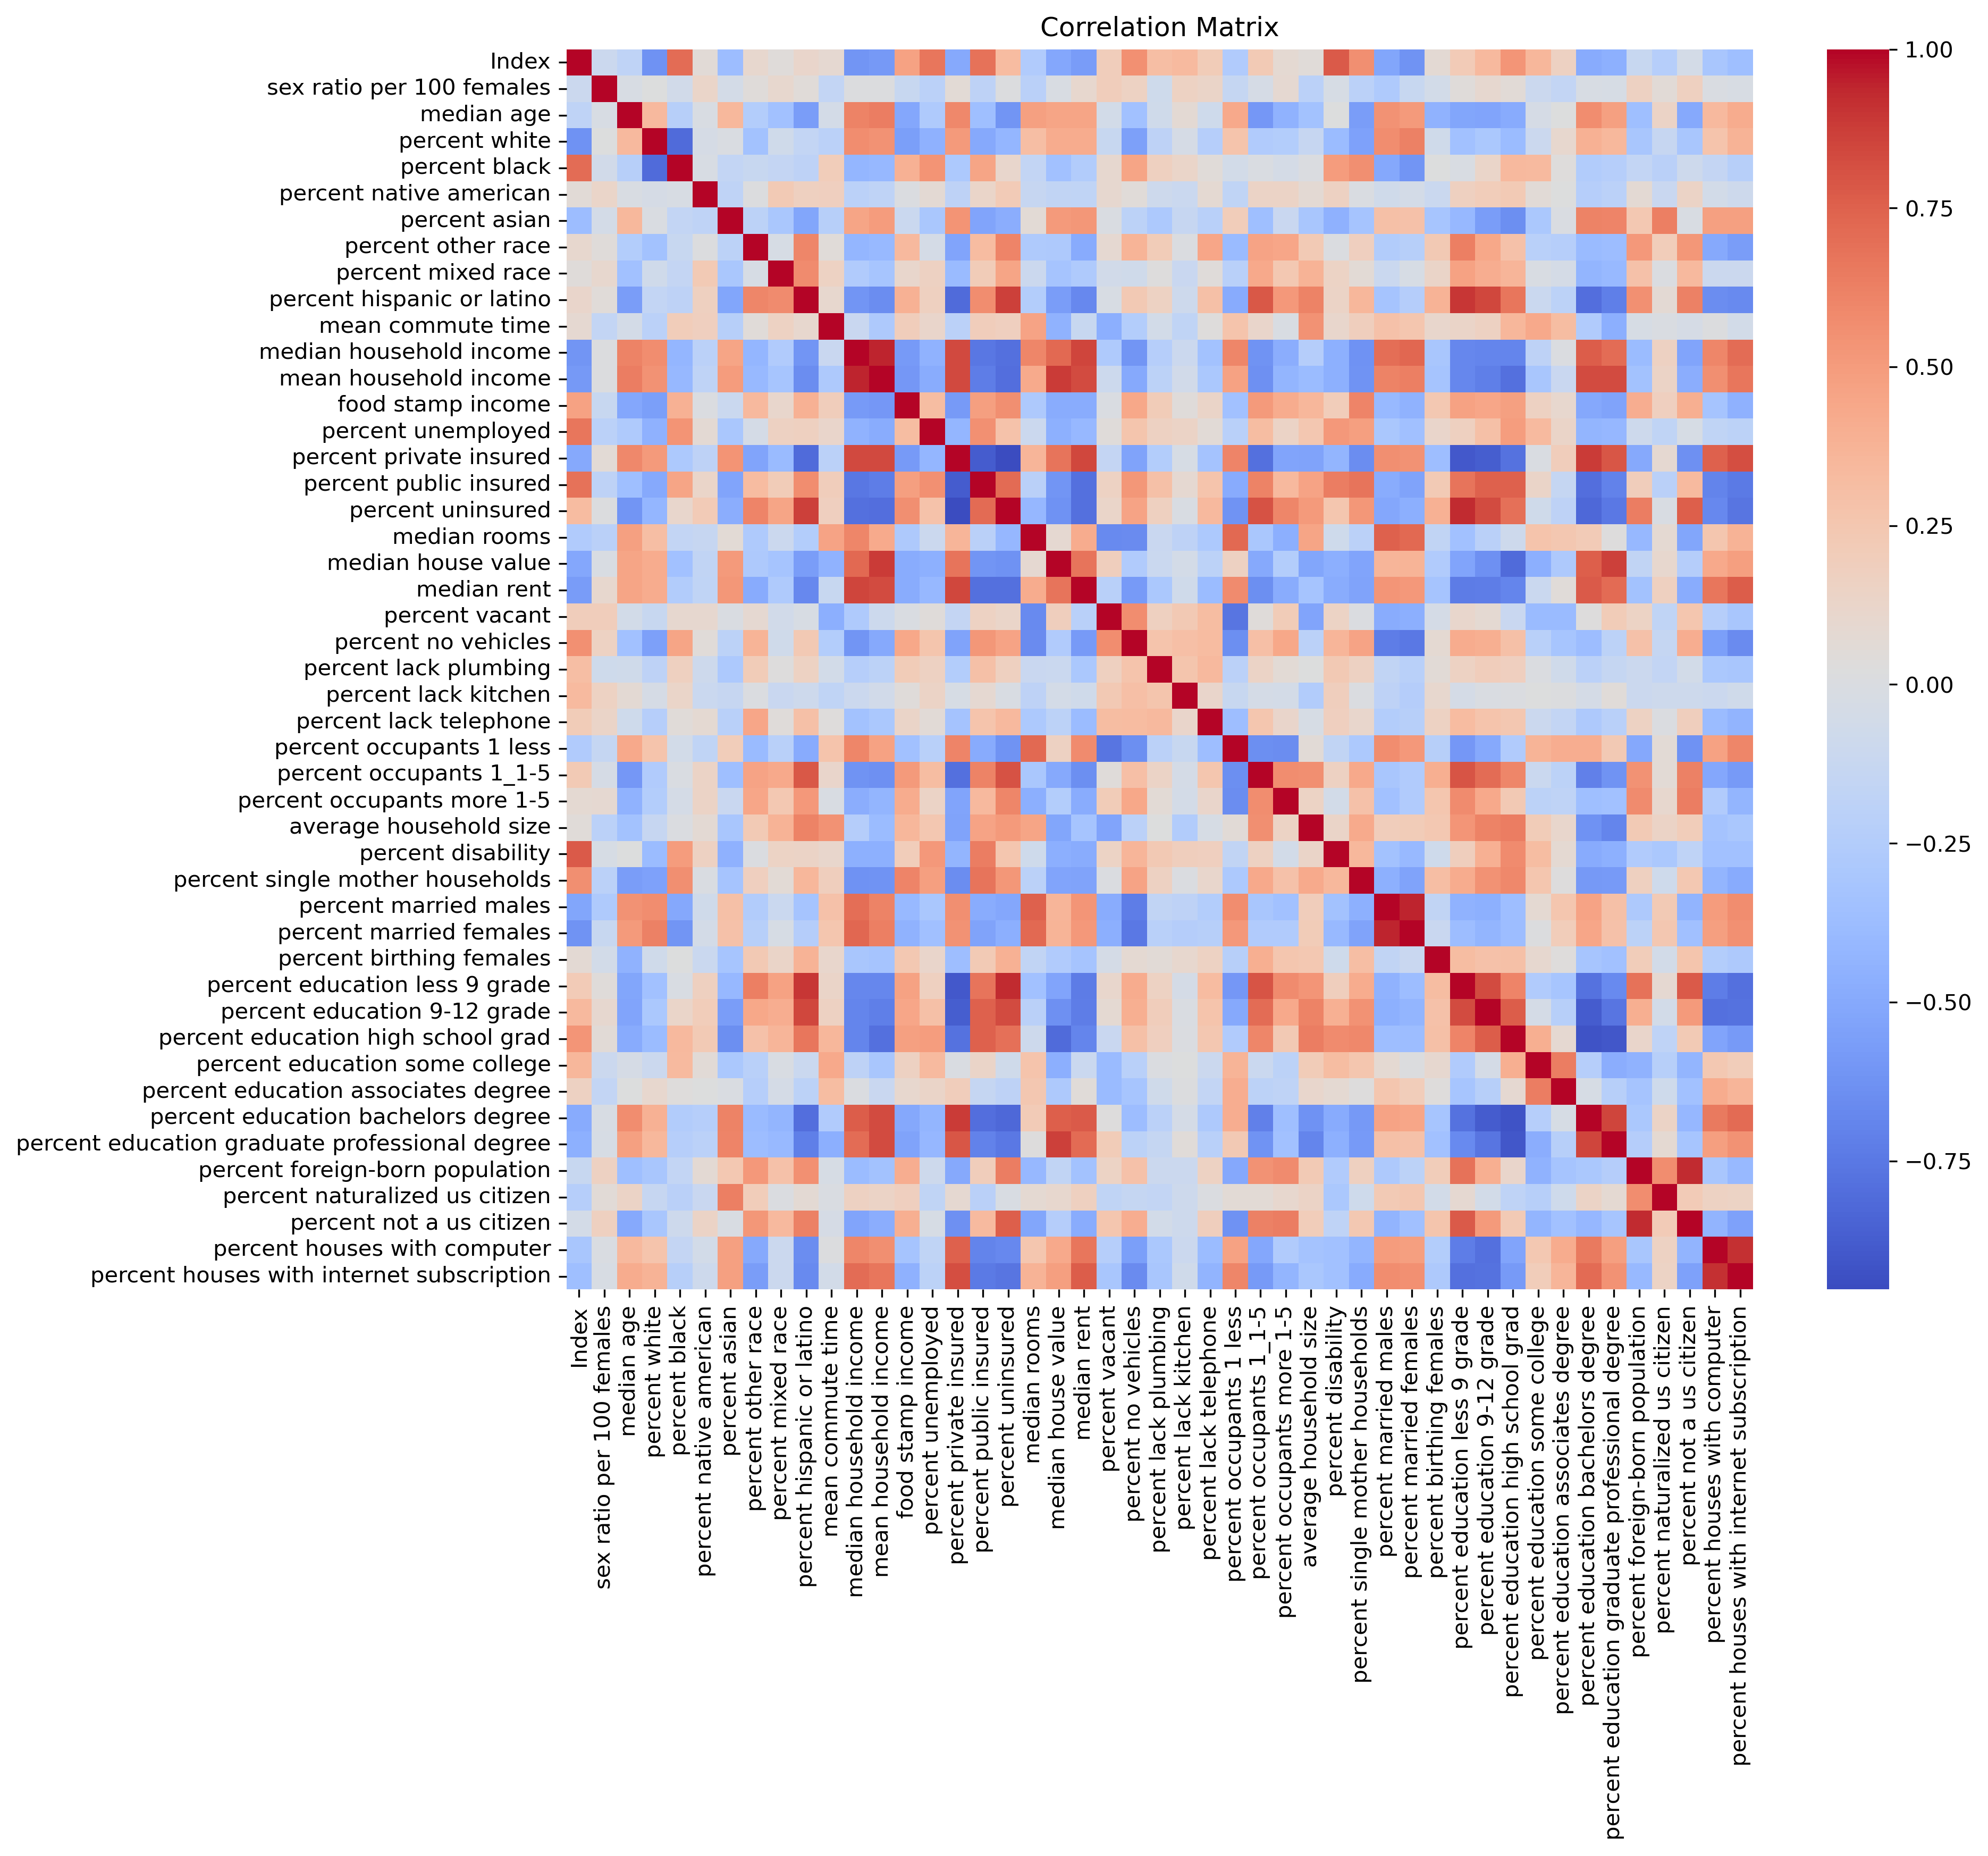 Correlation Matrix
Index
sex ratio per 100 females
median age
percent white
percent black
percent native american
percent asian
percent other race
percent mixed race
percent hispanic or latino
mean commute time
median household income
mean household income
food stamp income
percent unemployed
percent private insured
percent public insured
percent uninsured
median rooms
median house value
median rent
percent vacant
percent no vehicles
percent lack plumbing
percent lack kitchen
percent lack telephone
percent occupants 1 less
percent occupants 1_1-5
percent occupants more 1-5
average household size
percent disability
percent single mother households
percent married males
percent married females
percent birthing females
percent education less 9 grade
percent education 9-12 grade
percent education high school grad
percent education some college
percent education associates degree
percent education bachelors degree
percent education graduate professional degree
percent foreign-born population
percent naturalized us citizen
percent not a us citizen
percent houses with computer
percent houses with internet subscription
Index
sex ratio per 100 females
median age
percent white
percent black
percent native american
percent asian
percent other race
percent mixed race
percent hispanic or latino
mean commute time
median household income
mean household income
food stamp income
percent unemployed
percent private insured
percent public insured
percent uninsured
median rooms
median house value
median rent
percent vacant
percent no vehicles
percent lack plumbing
percent lack kitchen
percent lack telephone
percent occupants 1 less
percent occupants 1_1-5
percent occupants more 1-5
average household size
percent disability
percent single mother households
percent married males
percent married females
percent birthing females
percent education less 9 grade
percent education 9-12 grade
percent education high school grad
percent education some college
percent education associates degree
percent education bachelors degree
percent education graduate professional degree
percent foreign-born population
percent naturalized us citizen
percent not a us citizen
percent houses with computer
percent houses with internet subscription
1.00
0.75
0.50
0.25
0.00
−0.25
−0.50
−0.75